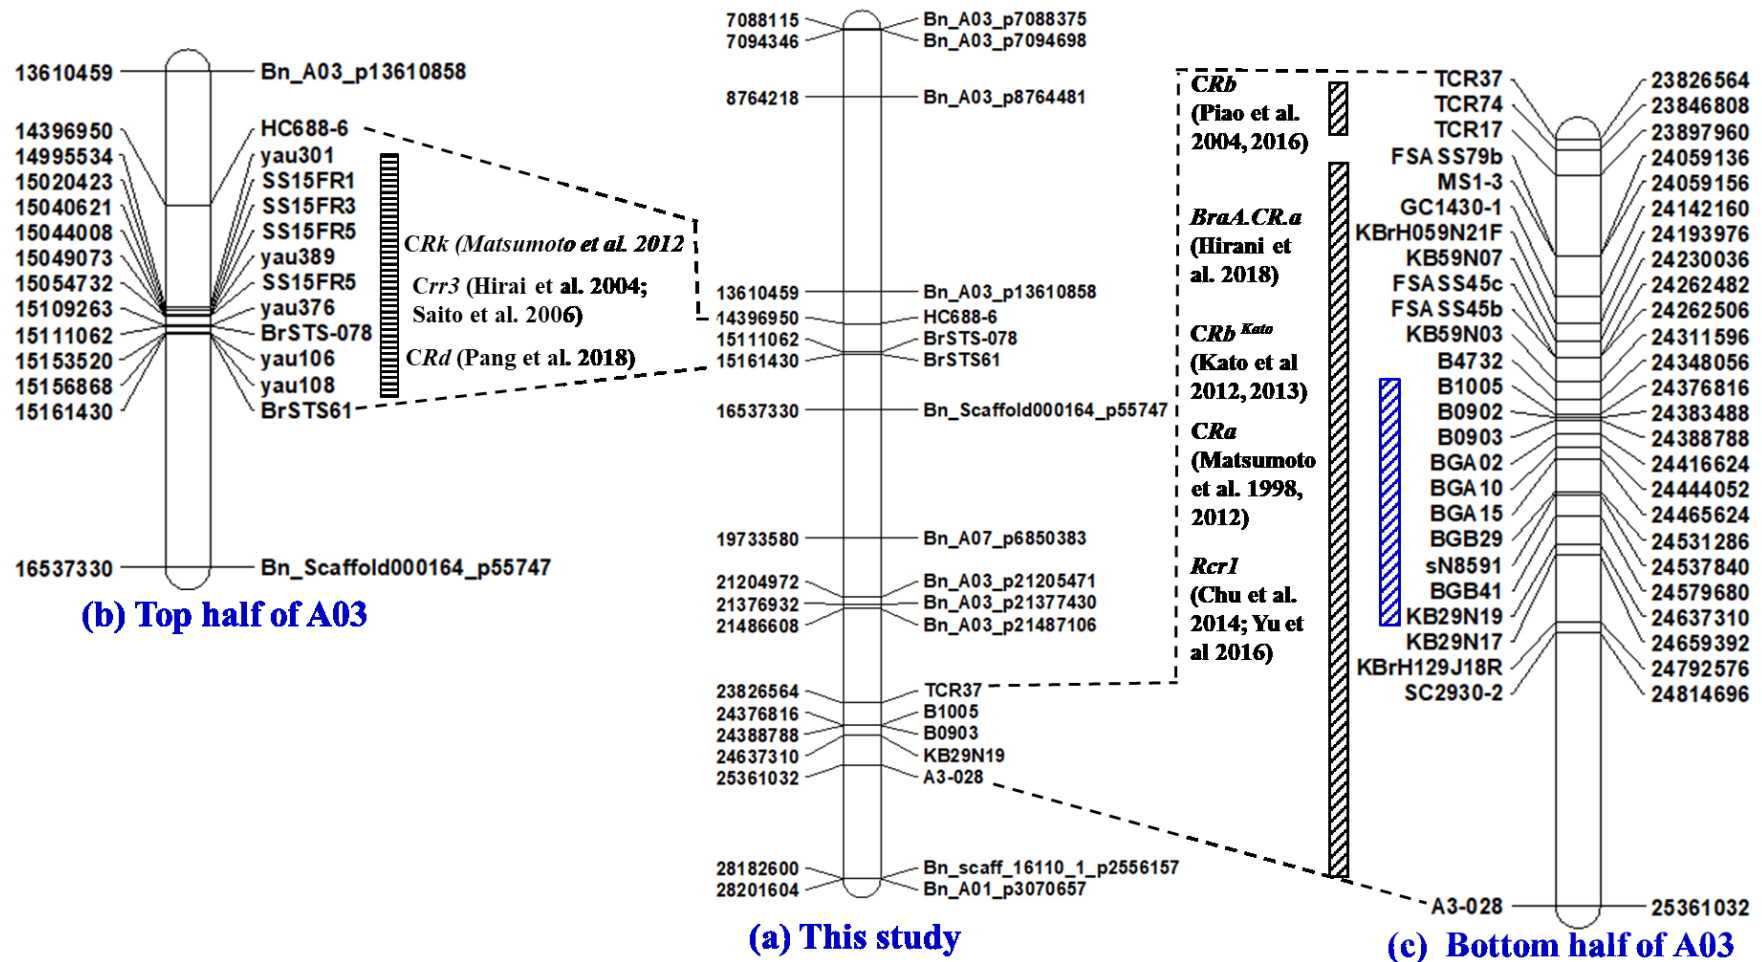 13610459 Bn_A03_p13610858
14396950 HC688-6
14995534 yau301
15020423 SS15FR1
15040621 SS15FR3
15044008 SS15FR5
15049073 yau389
15054732 SS15FR5
15109263 yau376
15111062 BrSTS-078
15153520 yau106
15156868 yau108
15161430 BrSTS61
16537330 Bn_Scaffold000164_p55747
CRk (Matsumoto et al. 2012
Crr3 (Hirai et al. 2004;
Saito et al. 2006)
CRd (Pang et al. 2018)
(b) Top half of A03
7088115 Bn_A03_p7088375
7094346 Bn_A03_p7094698
8764218 Bn_A03_p8764481
13610459 Bn_A03_p13610858
14396950 HC688-6
15111062 BrSTS-078
15161430 BrSTS61
16537330 Bn_Scaffold000164_p55747
19733580 Bn_A07_p6850383
21204972 Bn_A03_p21205471
21376932 Bn_A03_p21377430
21486608 Bn_A03_p21487106
23826564 TCR37
24376816 B1005
24388788 B0903
24637310 KB29N19
25361032 A3-028
28182600 Bn_scaff_16110_1_p2556157
28201604 Bn_A01_p3070657
(a) This study
CRb
(Piao et al.
2004, 2016)
BraA.CR.a
(Hirani et
al. 2018)
CRb Kato
(Kato et al
2012, 2013)
CRa
(Matsumoto
et al. 1998,
2012)
Rcr1
(Chu et al.
2014; Yu et
al 2016)
TCR37 23826564
TCR74 23846808
TCR17 23897960
FSASS79b 24059136
MS1-3 24059156
GC1430-1 24142160
KBrH059N21F 24193976
KB59N07 24230036
FSASS45c 24262482
FSASS45b 24262506
KB59N03 24311596
B4732 24348056
B1005 24376816
B0902 24383488
B0903 24388788
BGA02 24416624
BGA10 24444052
BGA15 24465624
BGB29 24531286
sN8591 24537840
BGB41 24579680
KB29N19 24637310
KB29N17 24659392
KBrH129J18R 24792576
SC2930-2 24814696
A3-028 25361032
(c) Bottom half of A03